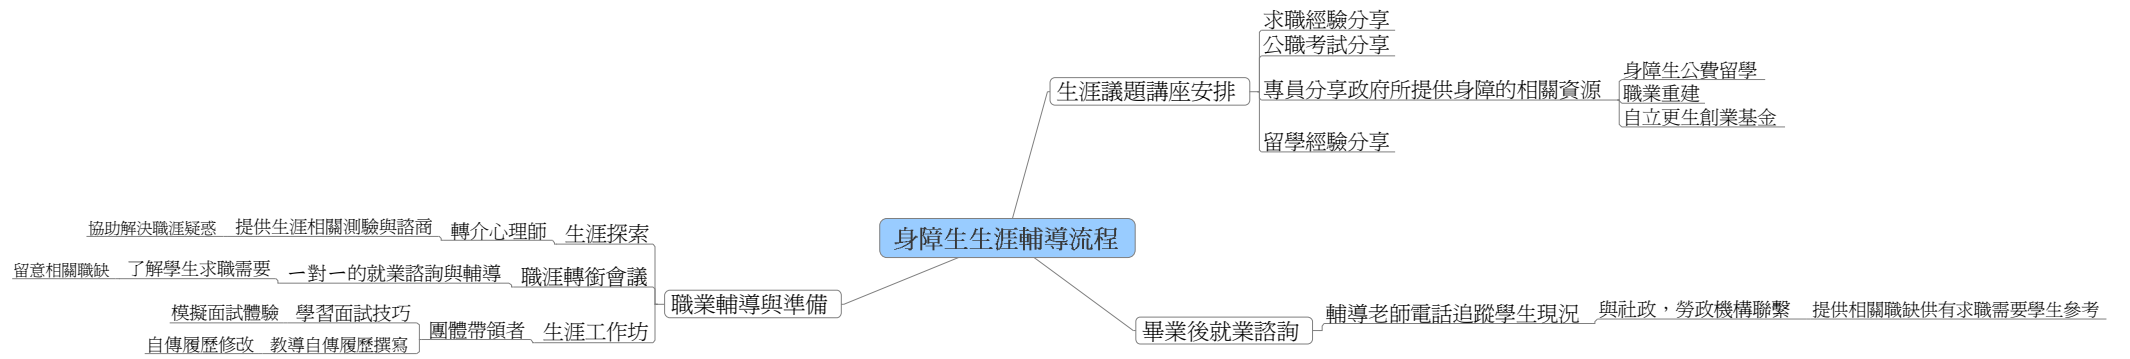 身障生生涯輔導流程
生涯議題講座安排
求職經驗分享
公職考試分享
專員分享政府所提供身障的相關資源
身障生公費留學
職業重建
自立更生創業基金
留學經驗分享
畢業後就業諮詢
輔導老師電話追蹤學生現況
與社政，勞政機構聯繫
提供相關職缺供有求職需要學生參考
職業輔導與準備
生涯探索
轉介心理師
提供生涯相關測驗與諮商
協助解決職涯疑惑
職涯轉銜會議
一對一的就業諮詢與輔導
了解學生求職需要
留意相關職缺
生涯工作坊
團體帶領者
學習面試技巧
模擬面試體驗
教導自傳履歷撰寫
自傳履歷修改